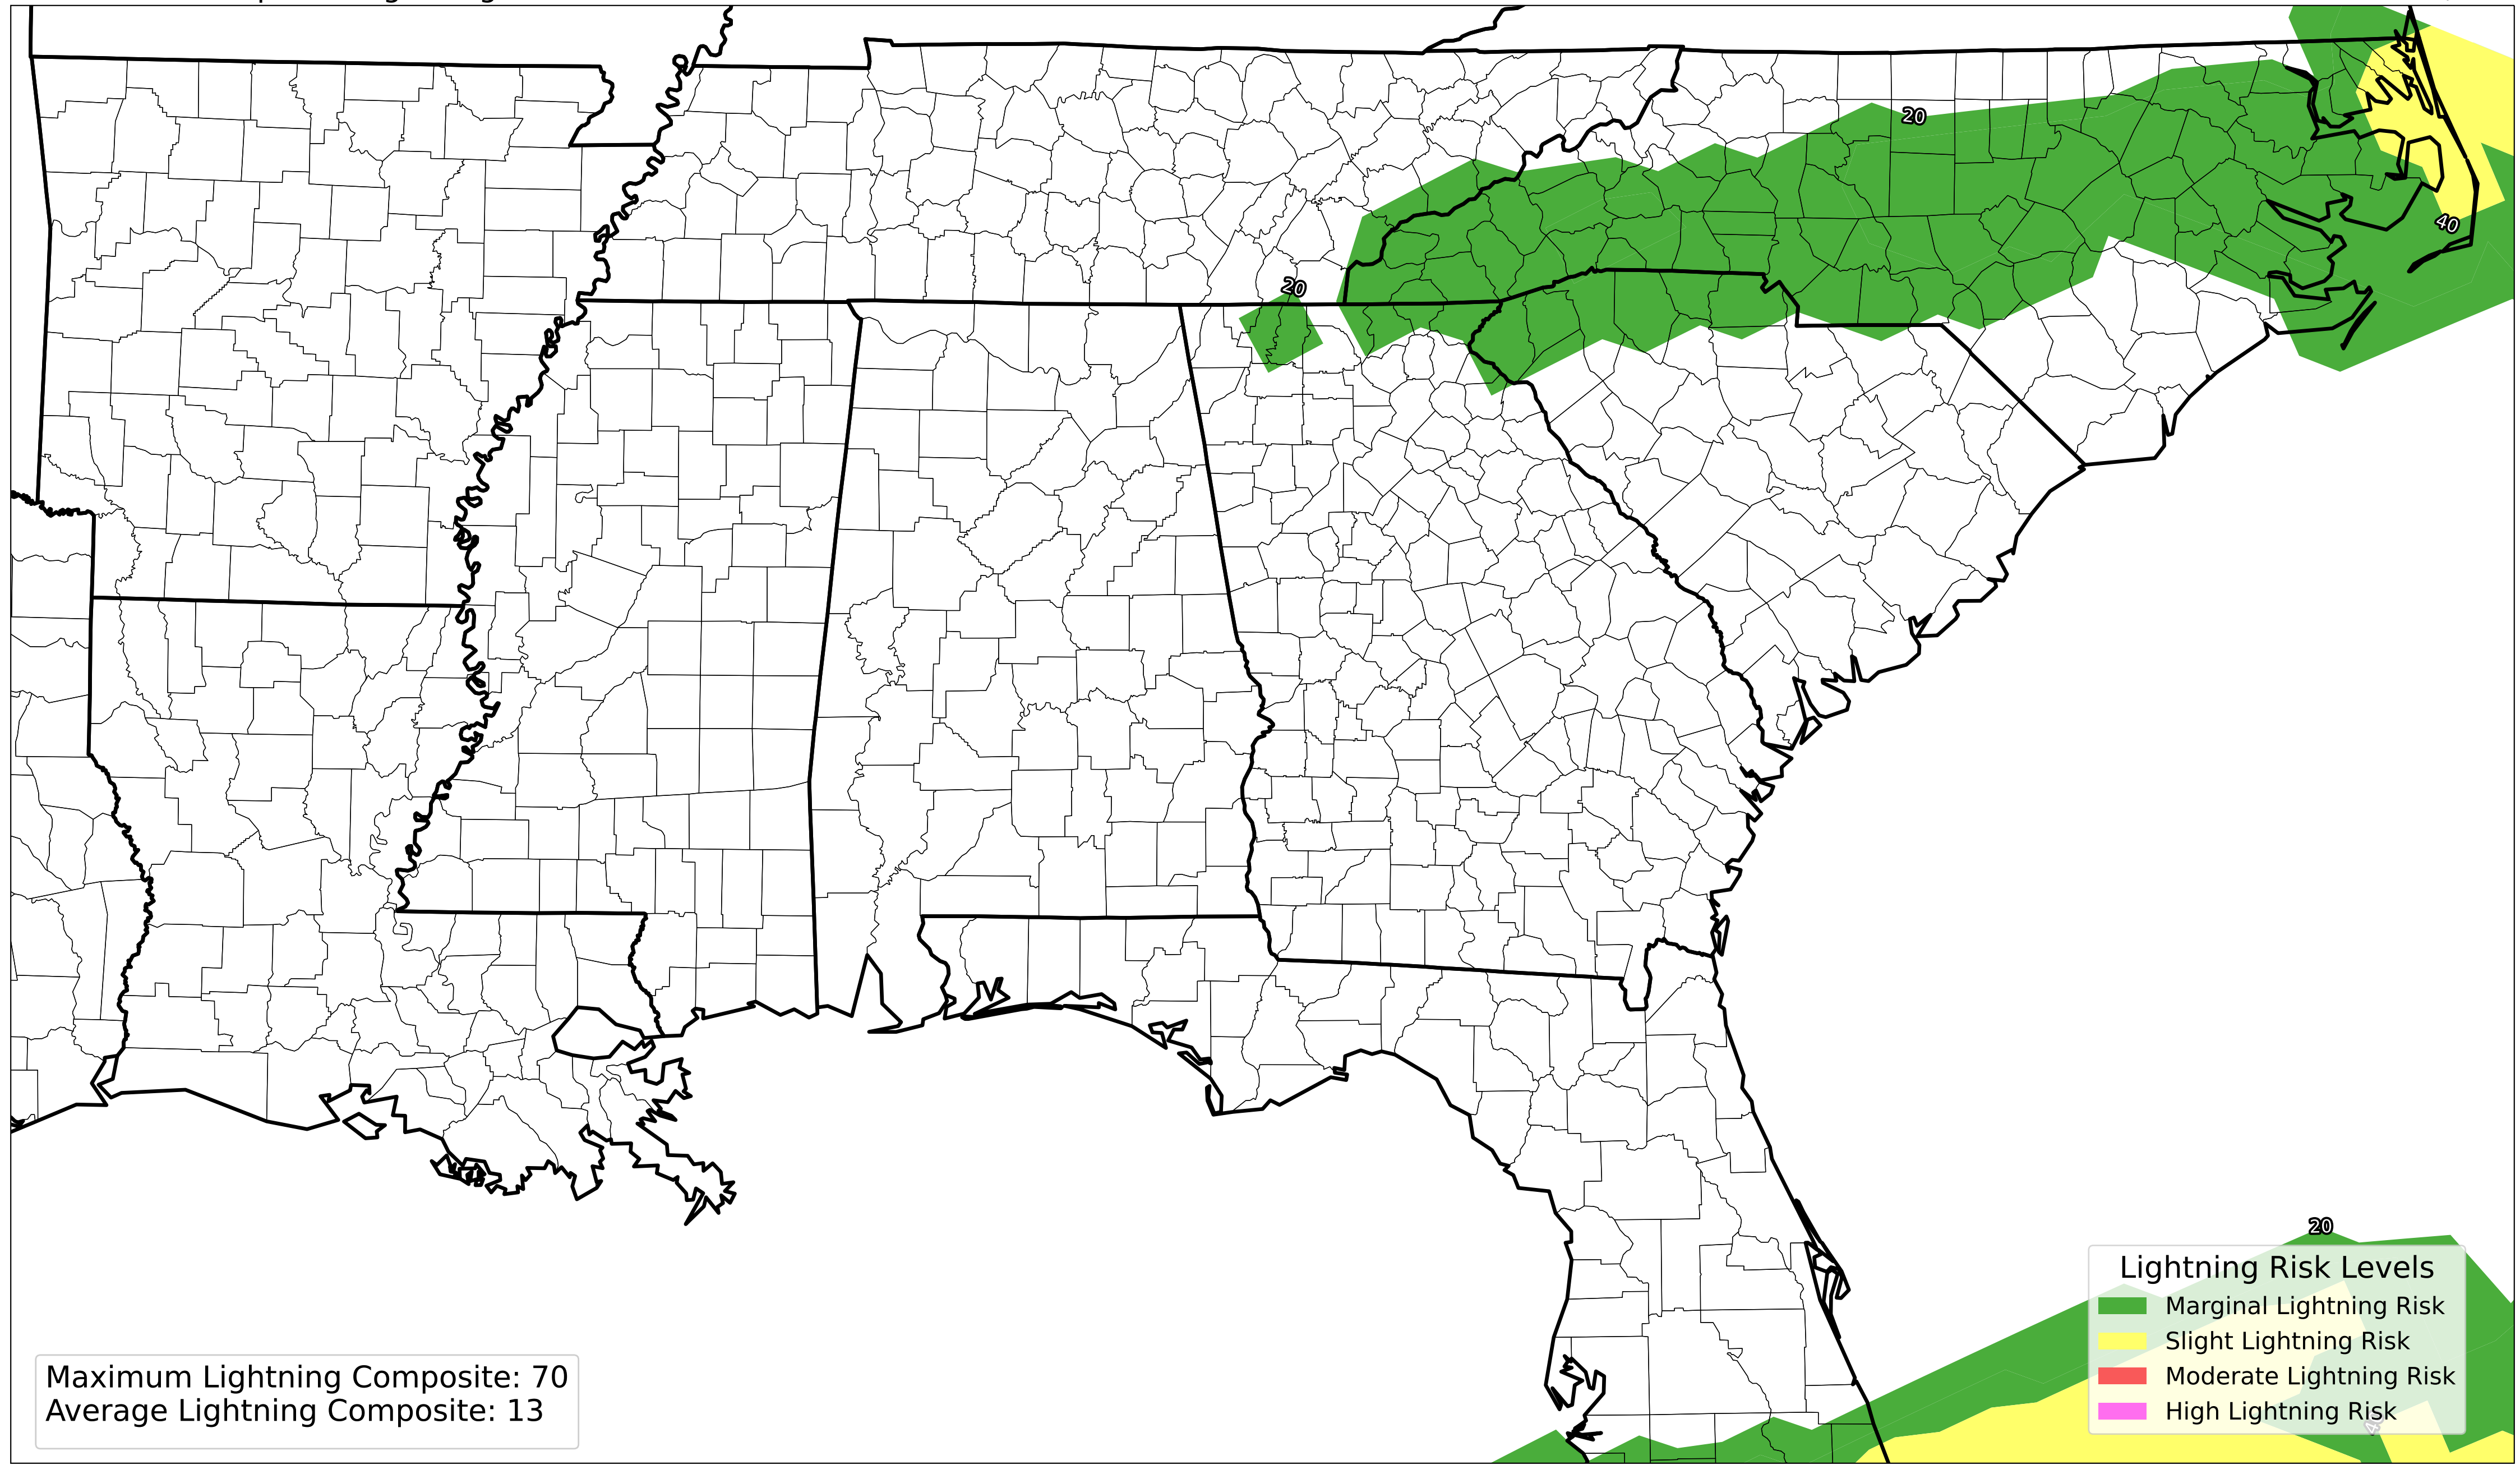 20
40
20
20
Lightning Risk Levels
Marginal Lightning Risk
Slight Lightning Risk
Moderate Lightning Risk
High Lightning Risk
Maximum Lightning Composite: 70
Average Lightning Composite: 13